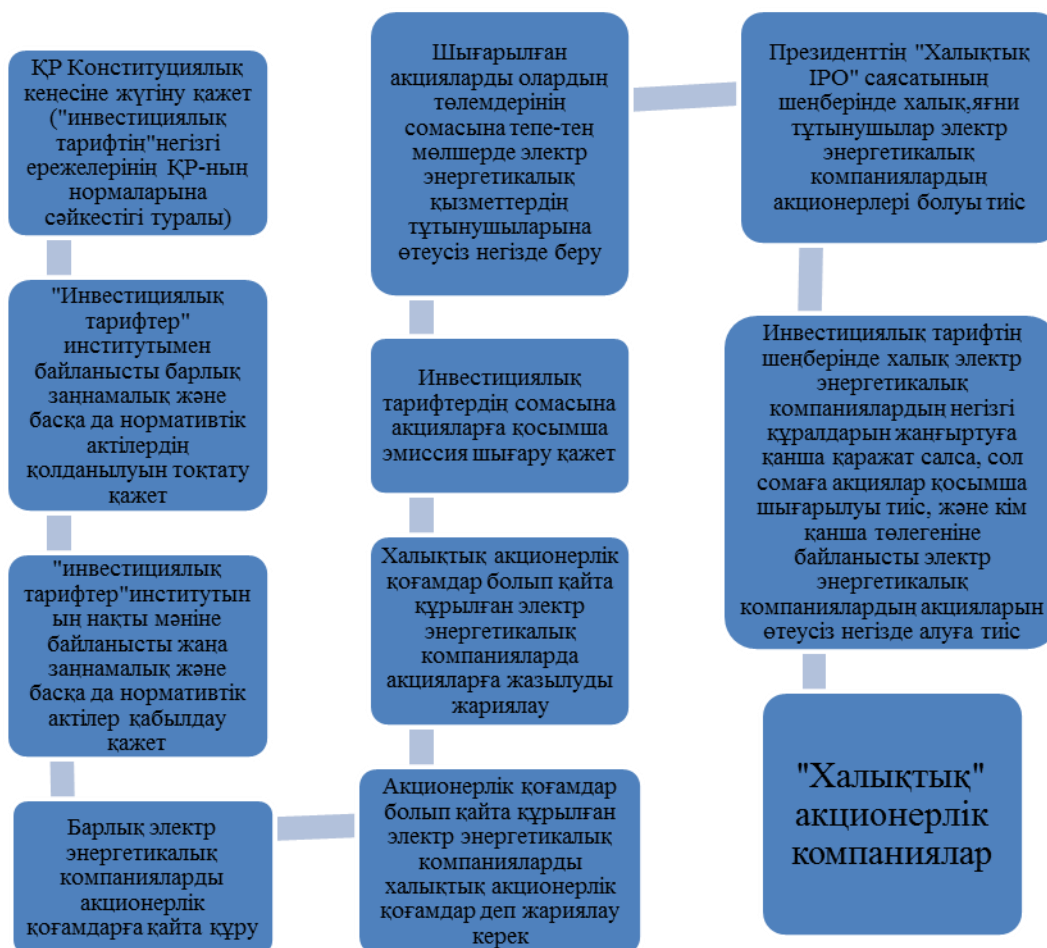 ҚР Конституциялық
кеңесіне жүгіну қажет
("инвестициялық
тарифтің"негізгі
ережелерінің ҚР-ның
нормаларына
сәйкестігі туралы)
"Инвестициялық
тарифтер"
институтымен
байланысты барлық
заңнамалық және
басқа да нормативтік
актілердің
қолданылуын тоқтату
қажет
"инвестициялық
тарифтер"институтын
ың нақты мәніне
байланысты жаңа
заңнамалық және
басқа да нормативтік
актілер қабылдау
қажет
Барлық электр
энергетикалық
компанияларды
акционерлік
қоғамдарға қайта құру
Акционерлік қоғамдар
болып қайта құрылған
электр энергетикалық
компанияларды
халықтық акционерлік
қоғамдар деп жариялау
керек
Халықтық акционерлік
қоғамдар болып қайта
құрылған электр
энергетикалық
компанияларда
акцияларға жазылуды
жариялау
Инвестициялық
тарифтердің сомасына
акцияларға қосымша
эмиссия шығару қажет
Шығарылған
акцияларды олардың
төлемдерінің
сомасына тепе-тең
мөлшерде электр
энергетикалық
қызметтердің
тұтынушыларына
өтеусіз негізде беру
Президенттің "Халықтық
IPO" саясатының
шеңберінде халық,яғни
тұтынушылар электр
энергетикалық
компаниялардың
акционерлері болуы тиіс
Инвестициялық тарифтің
шеңберінде халық электр
энергетикалық
компаниялардың негізгі
құралдарын жаңғыртуға
қанша қаражат салса, сол
сомаға акциялар қосымша
шығарылуы тиіс, және кім
қанша төлегеніне
байланысты электр
энергетикалық
компаниялардың акцияларын
өтеусіз негізде алуға тиіс
"Халықтық"
акционерлік
компаниялар